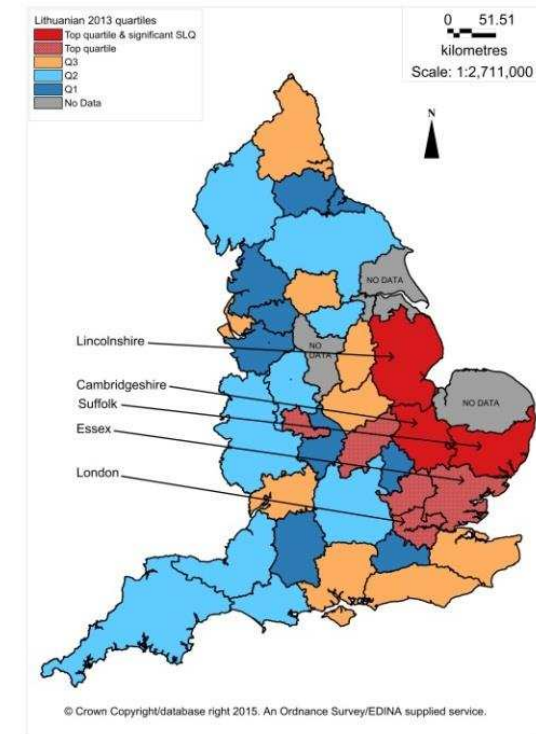 Lithuanian 2013 quartiles
Top quartile & significant SLQ
Top quartile
Q3
Q2
Q1
No Data
0 51.51
kilometres
Scale: 1:2,711,000
N
NO DATA
Lincolnshire
NO
DATA
Cambridgeshire
Suffolk
NO DATA
Essex
London
© Crown Copyright/database right 2015. An Ordnance Survey/EDINA supplied service.